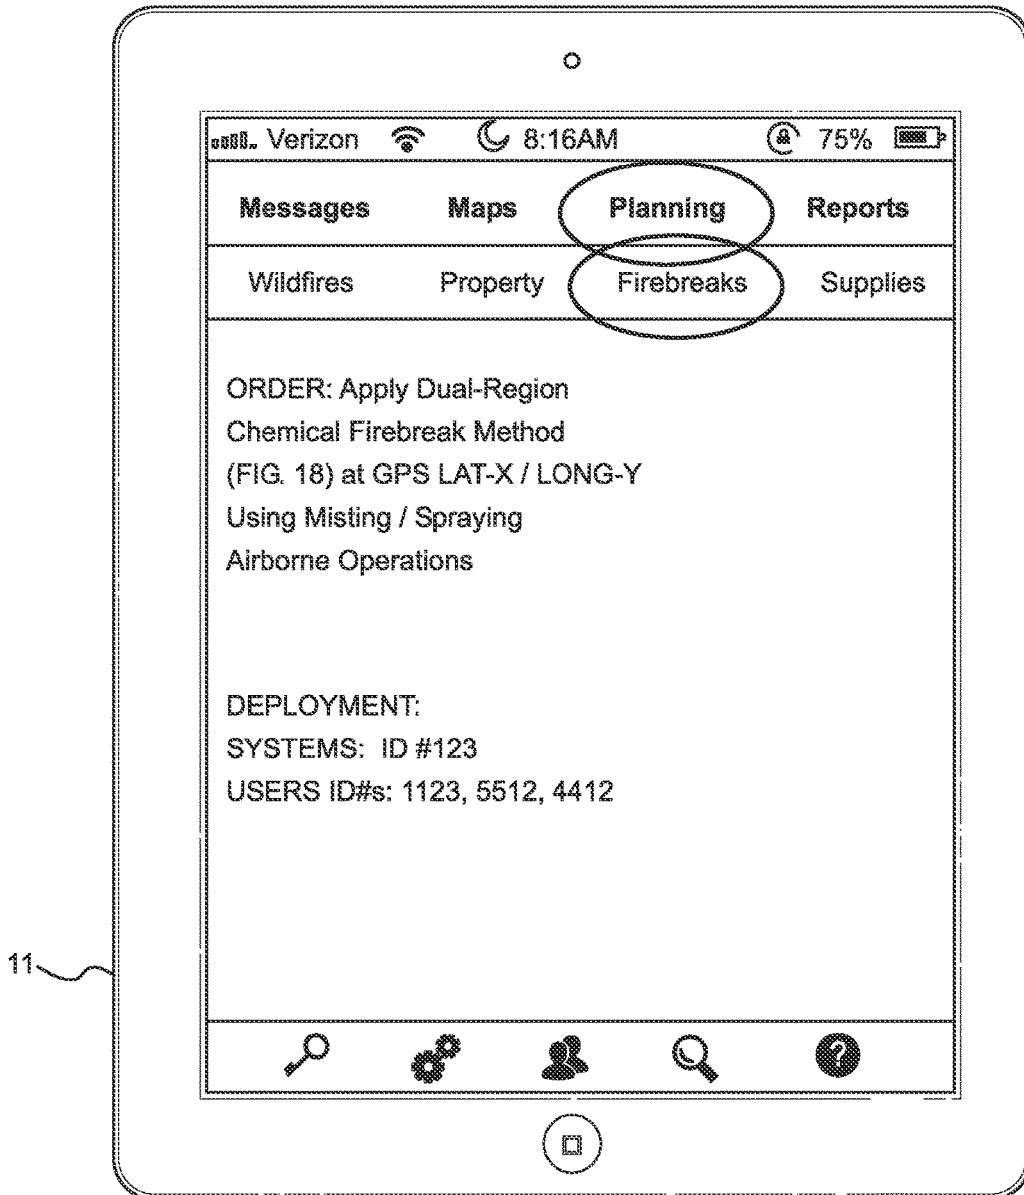 Verizon 8:16AM 75%
Messages Maps Planning Reports
Wildfires Property Firebreaks Supplies
ORDER: Apply Dual-Region
Chemical Firebreak Method
(FIG. 18) at GPS LAT-X / LONG-Y
Using Misting / Spraying
Airborne Operations
DEPLOYMENT:
SYSTEMS: ID #123
USERS ID#s: 1123, 5512, 4412
11
?